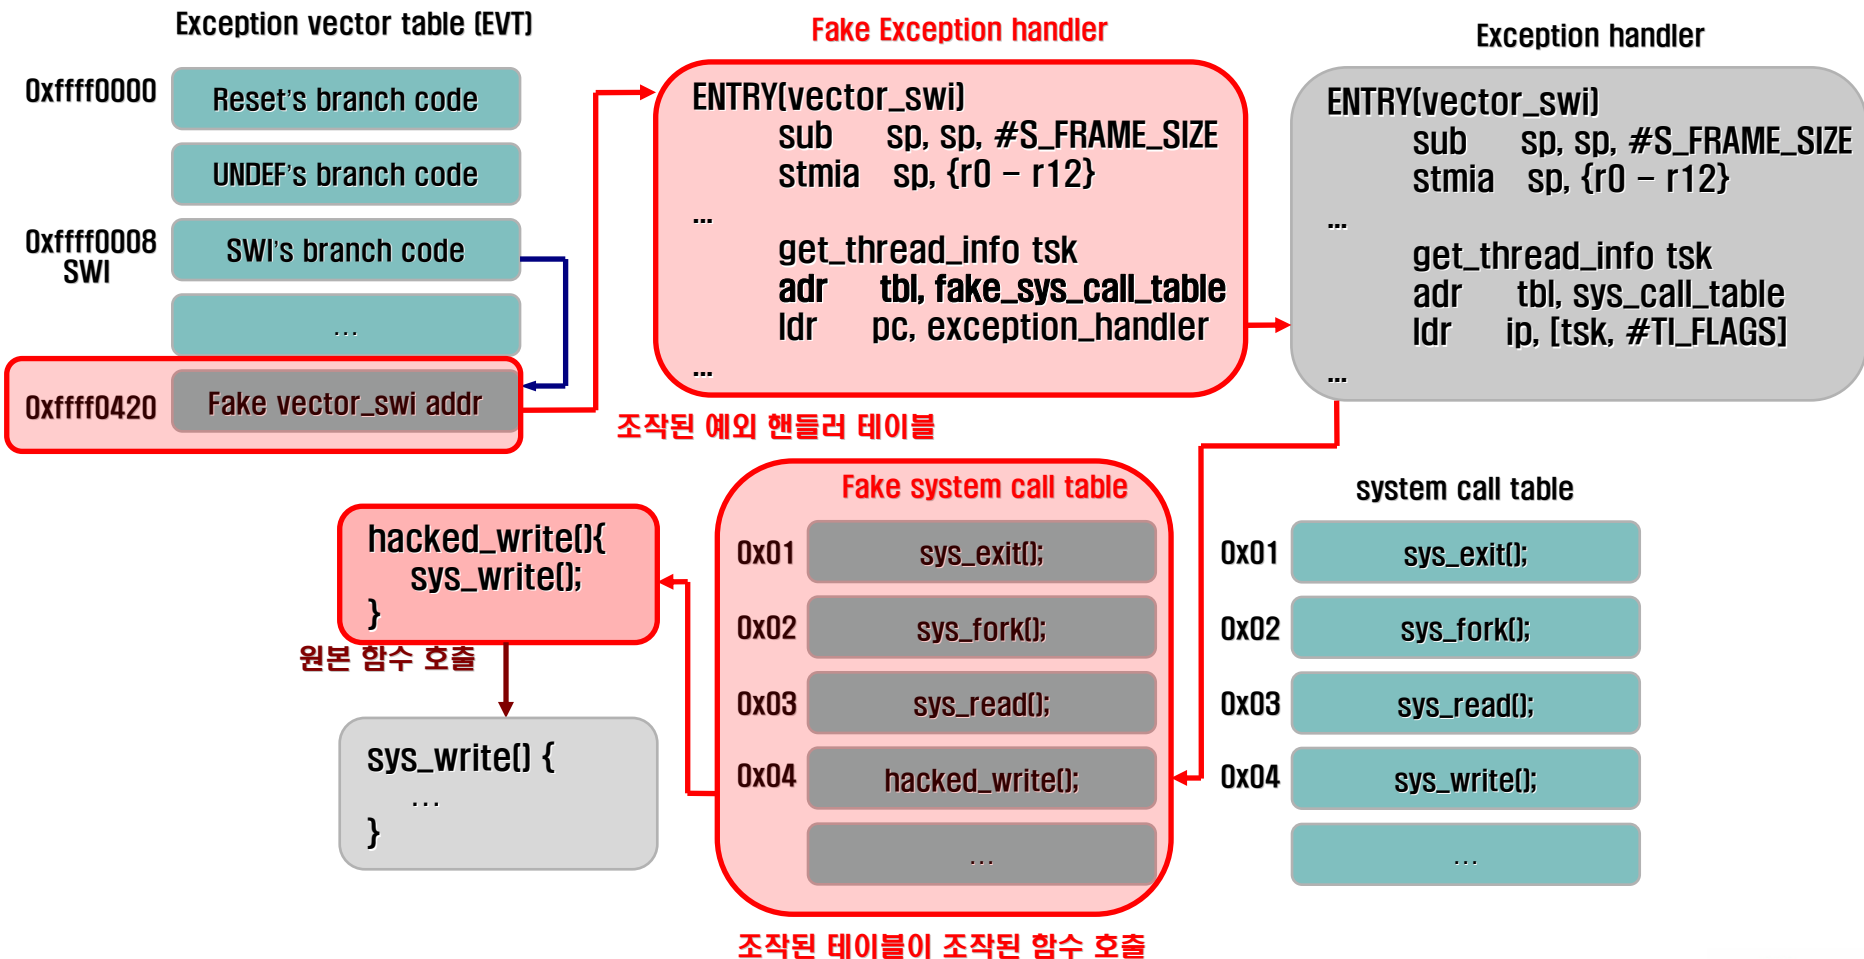 Exception vector table (EVT)
0xffff0000
Reset's branch code
UNDEF's branch code
0xffff0008
SWI
SWI's branch code
...
0xffff0420
Fake vector_swi addr
Fake Exception handler
ENTRY(vector_swi)
sub sp, sp, #S_FRAME_SIZE
stmia sp, {r0 – r12}
...
get_thread_info tsk
adr tbl, fake_sys_call_table
ldr pc, exception_handler
...
조작된 예외 핸들러 테이블
Exception handler
ENTRY(vector_swi)
sub sp, sp, #S_FRAME_SIZE
stmia sp, {r0 – r12}
...
get_thread_info tsk
adr tbl, sys_call_table
ldr ip, [tsk, #TI_FLAGS]
...
hacked_write(){
sys_write();
}
원본 함수 호출
sys_write() {
...
}
Fake system call table
0x01 sys_exit();
0x02 sys_fork();
0x03 sys_read();
0x04 hacked_write();
...
조작된 테이블이 조작된 함수 호출
system call table
0x01 sys_exit();
0x02 sys_fork();
0x03 sys_read();
0x04 sys_write();
...